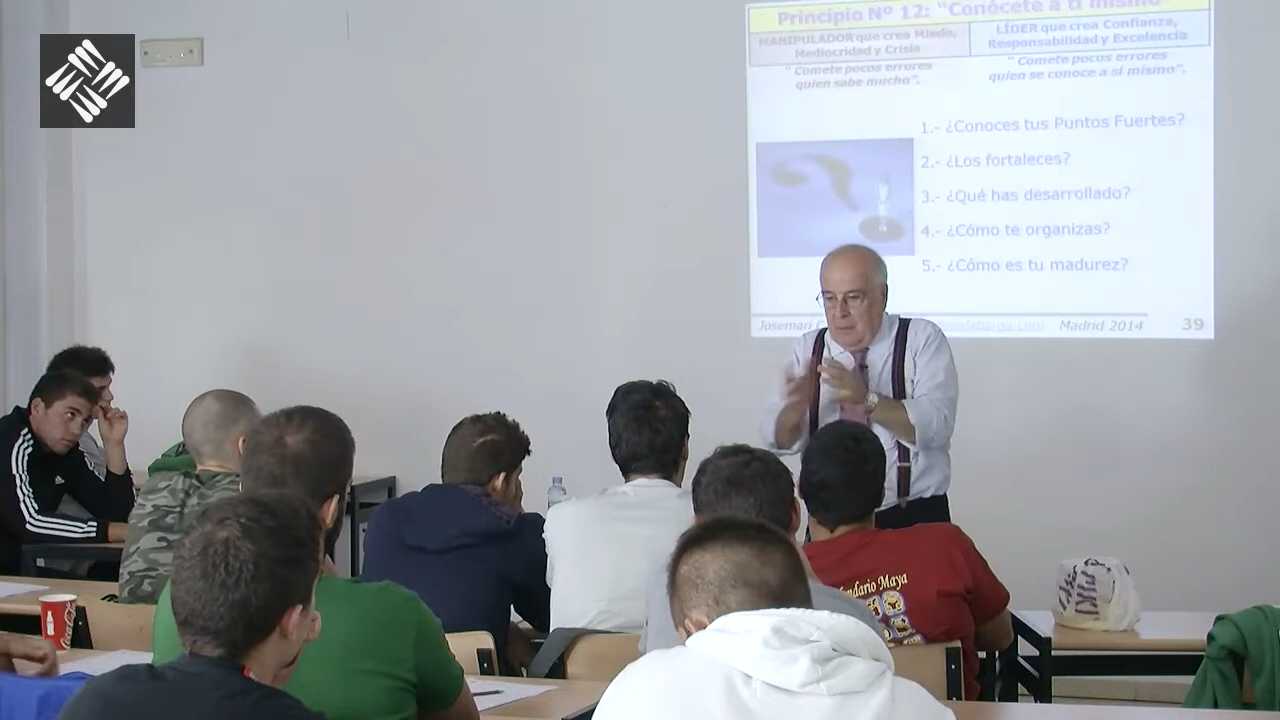 Principio Nº 12: "Conócete a ti mismo"
MANIPULADOR que crea Miedo,
Mediocridad y Crisis
LÍDER que crea Confianza,
Responsabilidad y Excelencia
" Comete pocos errores
quien sabe mucho".
" Comete pocos errores
quien se conoce a sí mismo".
1.- ¿Conoces tus Puntos Fuertes?
2.- ¿Los fortaleces?
3.- ¿Qué has desarrollado?
4.- ¿Cómo te organizas?
5.- ¿Cómo es tu madurez?
Josemari
Madrid 2014
39
Maya